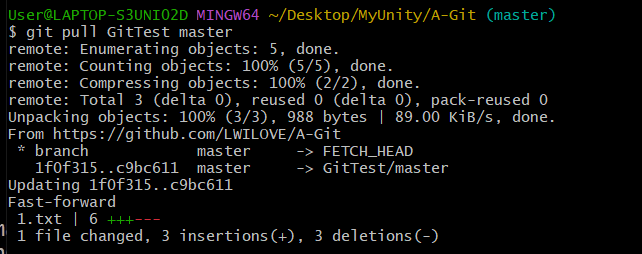 User@LAPTOP-S3UNIO2D MINGW64 ~/Desktop/MyUnity/A-Git (master)
$ git pull GitTest master
remote: Enumerating objects: 5, done.
remote: Counting objects: 100% (5/5), done.
remote: Compressing objects: 100% (2/2), done.
remote: Total 3 (delta 0), reused 0 (delta 0), pack-reused 0
Unpacking objects: 100% (3/3), 988 bytes | 89.00 KiB/s, done.
From https://github.com/LWILOVE/A-Git
 * branch            master     -> FETCH_HEAD
   1f0f315..c9bc611  master     -> GitTest/master
Updating 1f0f315..c9bc611
Fast-forward
 1.txt | 6 +++---
 1 file changed, 3 insertions(+), 3 deletions(-)